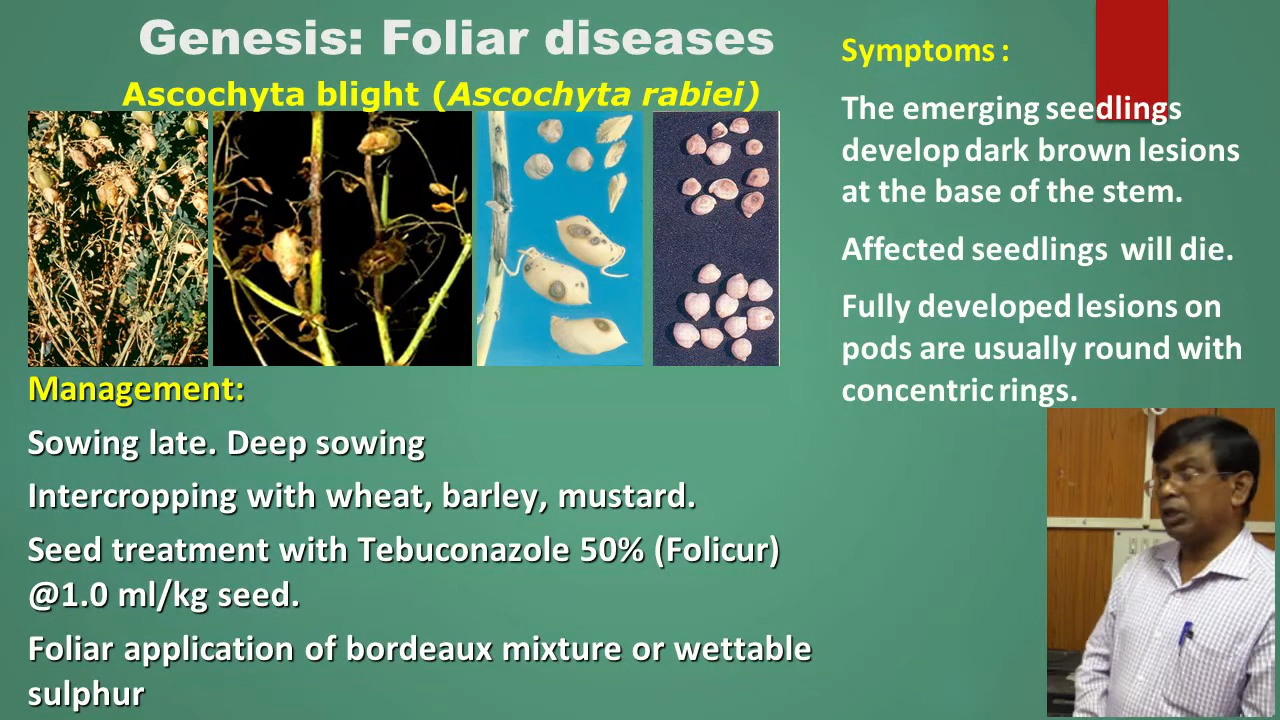 Genesis: Foliar diseases
Ascochyta blight (Ascochyta rabiei)
Symptoms :
The emerging seedlings
develop dark brown lesions
at the base of the stem.
Affected seedlings will die.
Fully developed lesions on
pods are usually round with
concentric rings.
Management:
Sowing late. Deep sowing
Intercropping with wheat, barley, mustard.
Seed treatment with Tebuconazole 50% (Folicur)
@1.0 ml/kg seed.
Foliar application of bordeaux mixture or wettable
sulphur